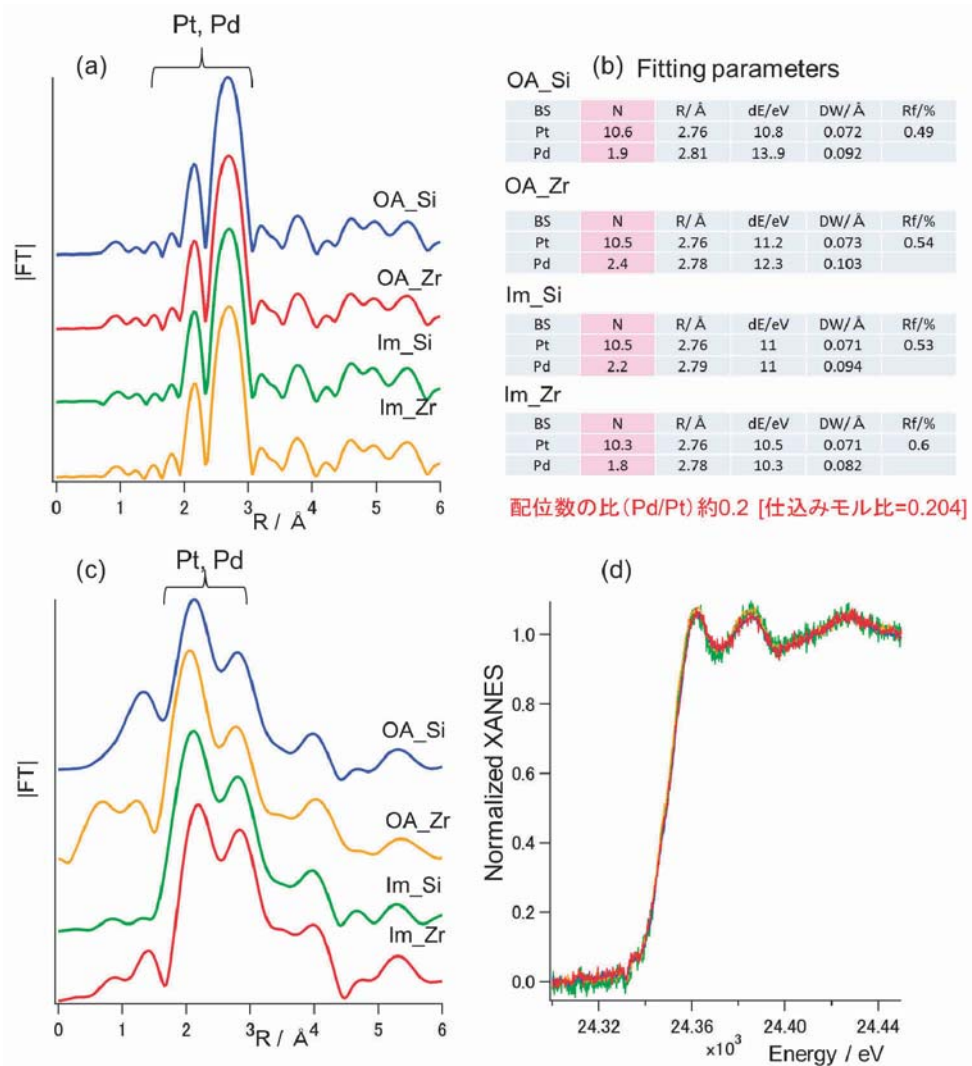 Pt, Pd
(a)
|FT|
OA_Si
OA_Zr
Im_Si
Im_Zr
0 1 2 3 4 5 6
R / Å
(b) Fitting parameters
OA_Si
BS N R/ Å dE/eV DW/ Å Rf/%
Pt 10.6 2.76 10.8 0.072 0.49
Pd 1.9 2.81 13..9 0.092
OA_Zr
BS N R/ Å dE/eV DW/ Å Rf/%
Pt 10.5 2.76 11.2 0.073 0.54
Pd 2.4 2.78 12.3 0.103
Im_Si
BS N R/ Å dE/eV DW/ Å Rf/%
Pt 10.5 2.76 11 0.071 0.53
Pd 2.2 2.79 11 0.094
Im_Zr
BS N R/ Å dE/eV DW/ Å Rf/%
Pt 10.3 2.76 10.5 0.071 0.6
Pd 1.8 2.78 10.3 0.082
配位数の比(Pd/Pt)約0.2 [仕込みモル比=0.204]
Pt, Pd
(c)
|FT|
OA_Si
OA_Zr
Im_Si
Im_Zr
0 1 2 3 4 5 6
R / Å
(d)
Normalized XANES
1.0
0.8
0.6
0.4
0.2
0.0
24.32 24.36 24.40 24.44
x10³ Energy / eV